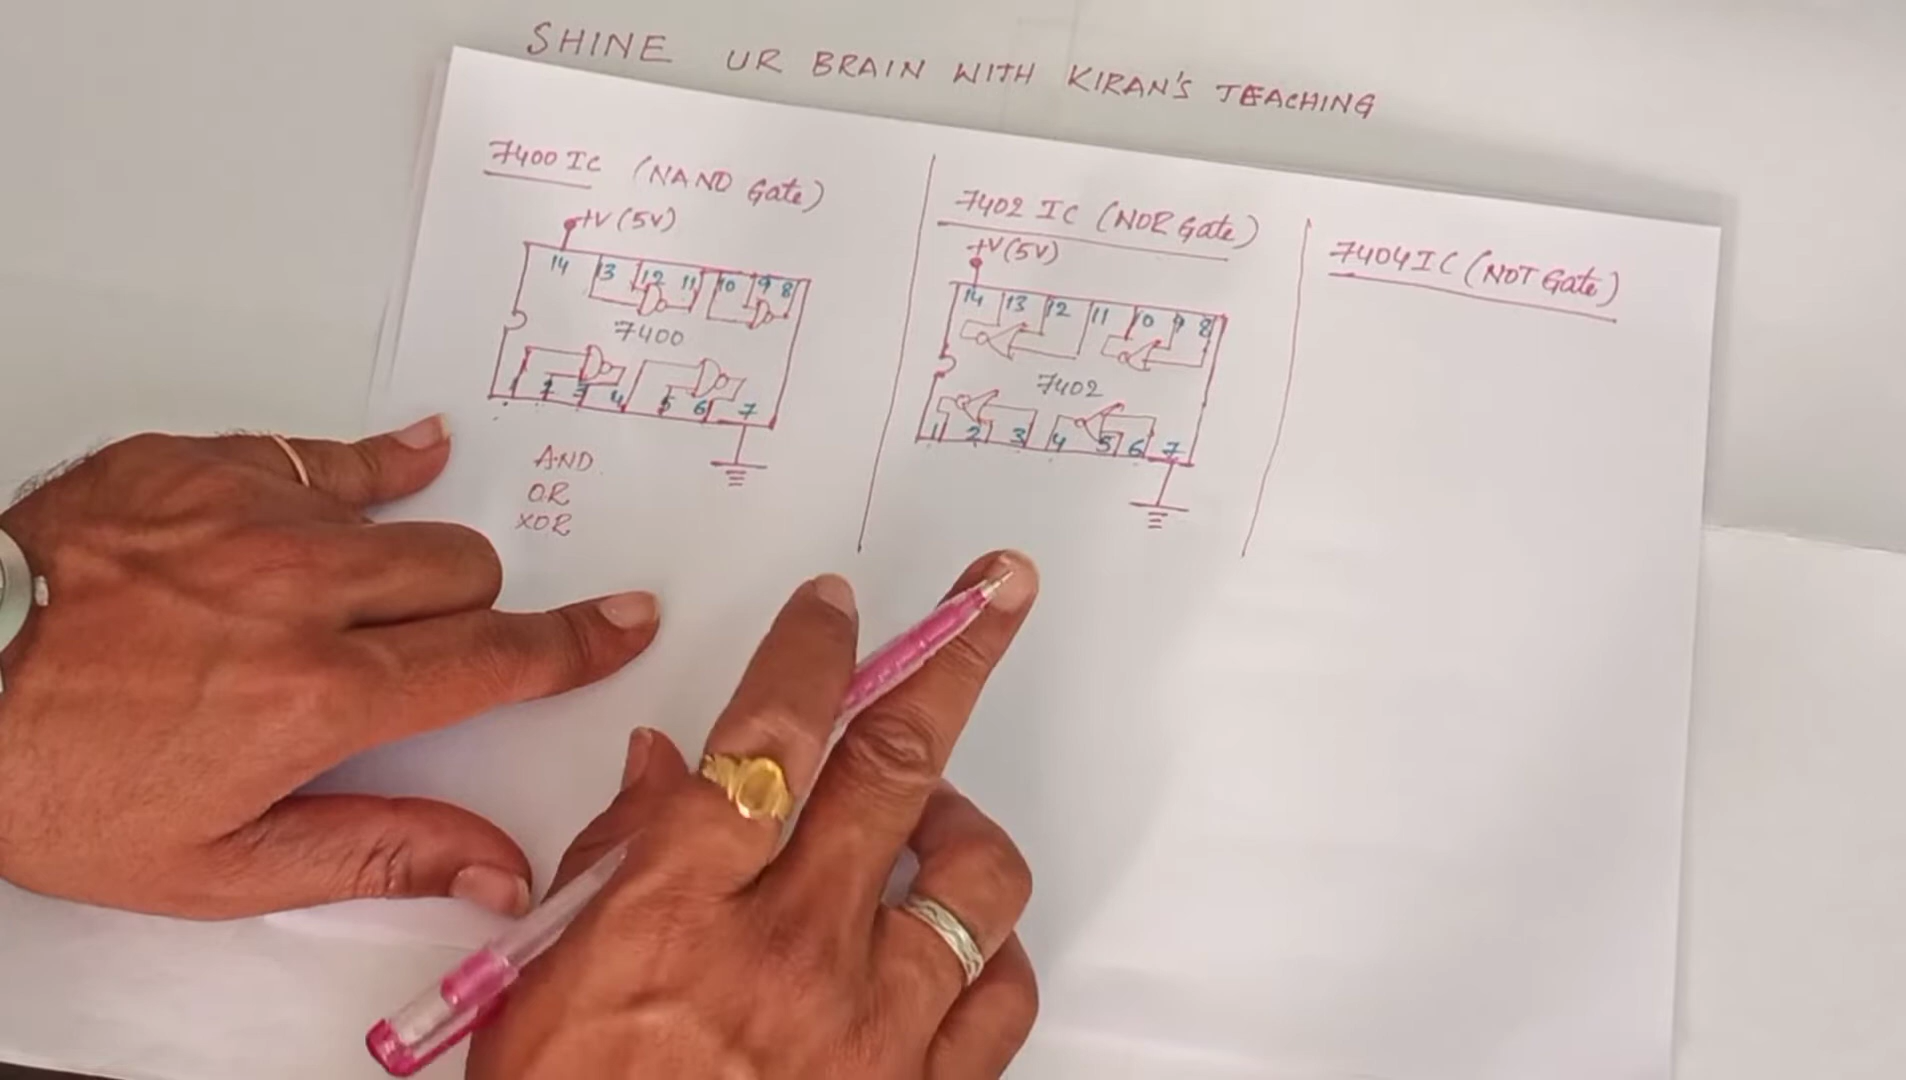 SHINE UR BRAIN WITH KIRAN'S TEACHING
7400 IC (NAND Gate)
+V (5V)
14 13 12 11 10 9 8
7400
1 2 3 4 5 6 7
AND
OR
XOR
7402 IC (NOR Gate)
+V (5V)
14 13 12 11 10 9 8
7402
1 2 3 4 5 6 7
7404 IC (NOT Gate)